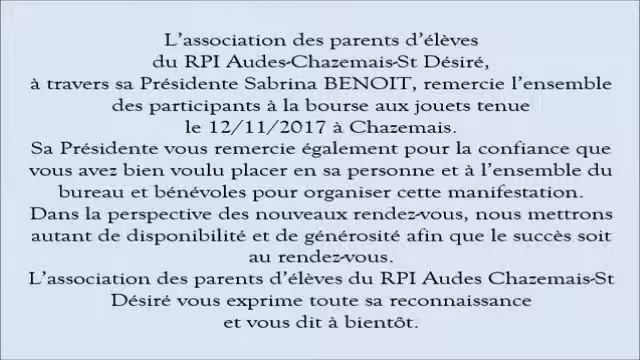 L'association des parents d'élèves
du RPI Audes-Chazemais-St Désiré,
à travers sa Présidente Sabrina BENOIT, remercie l'ensemble
des participants à la bourse aux jouets tenue
le 12/11/2017 à Chazemais.
Sa Présidente vous remercie également pour la confiance que
vous avez bien voulu placer en sa personne et à l'ensemble du
bureau et bénévoles pour organiser cette manifestation.
Dans la perspective des nouveaux rendez-vous, nous mettrons
autant de disponibilité et de générosité afin que le succès soit
au rendez-vous.
L'association des parents d'élèves du RPI Audes Chazemais-St
Désiré vous exprime toute sa reconnaissance
et vous dit à bientôt.